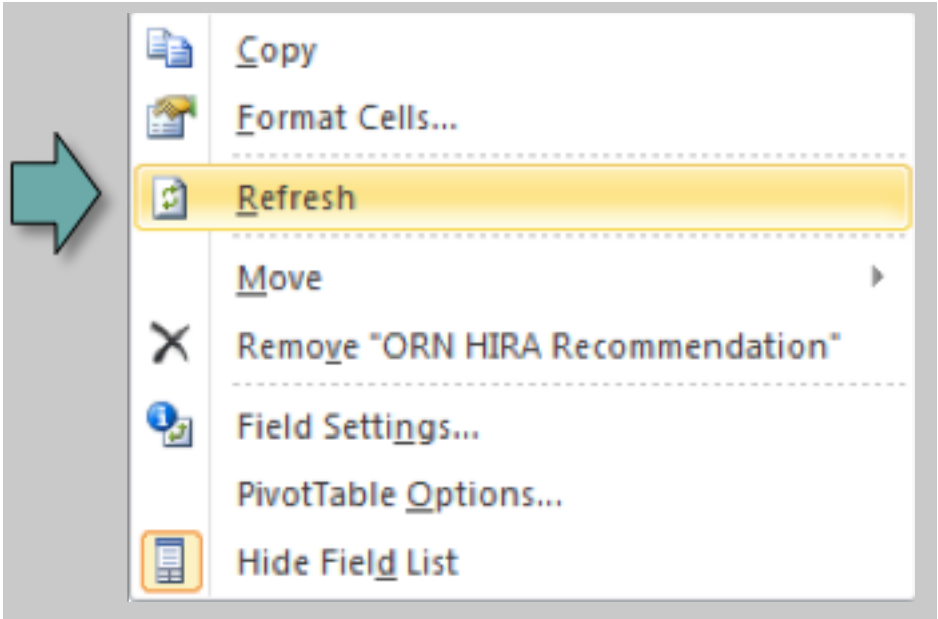 Copy
Format Cells...
Refresh
Move
Remove "ORN HIRA Recommendation"
Field Settings...
PivotTable Options...
Hide Field List